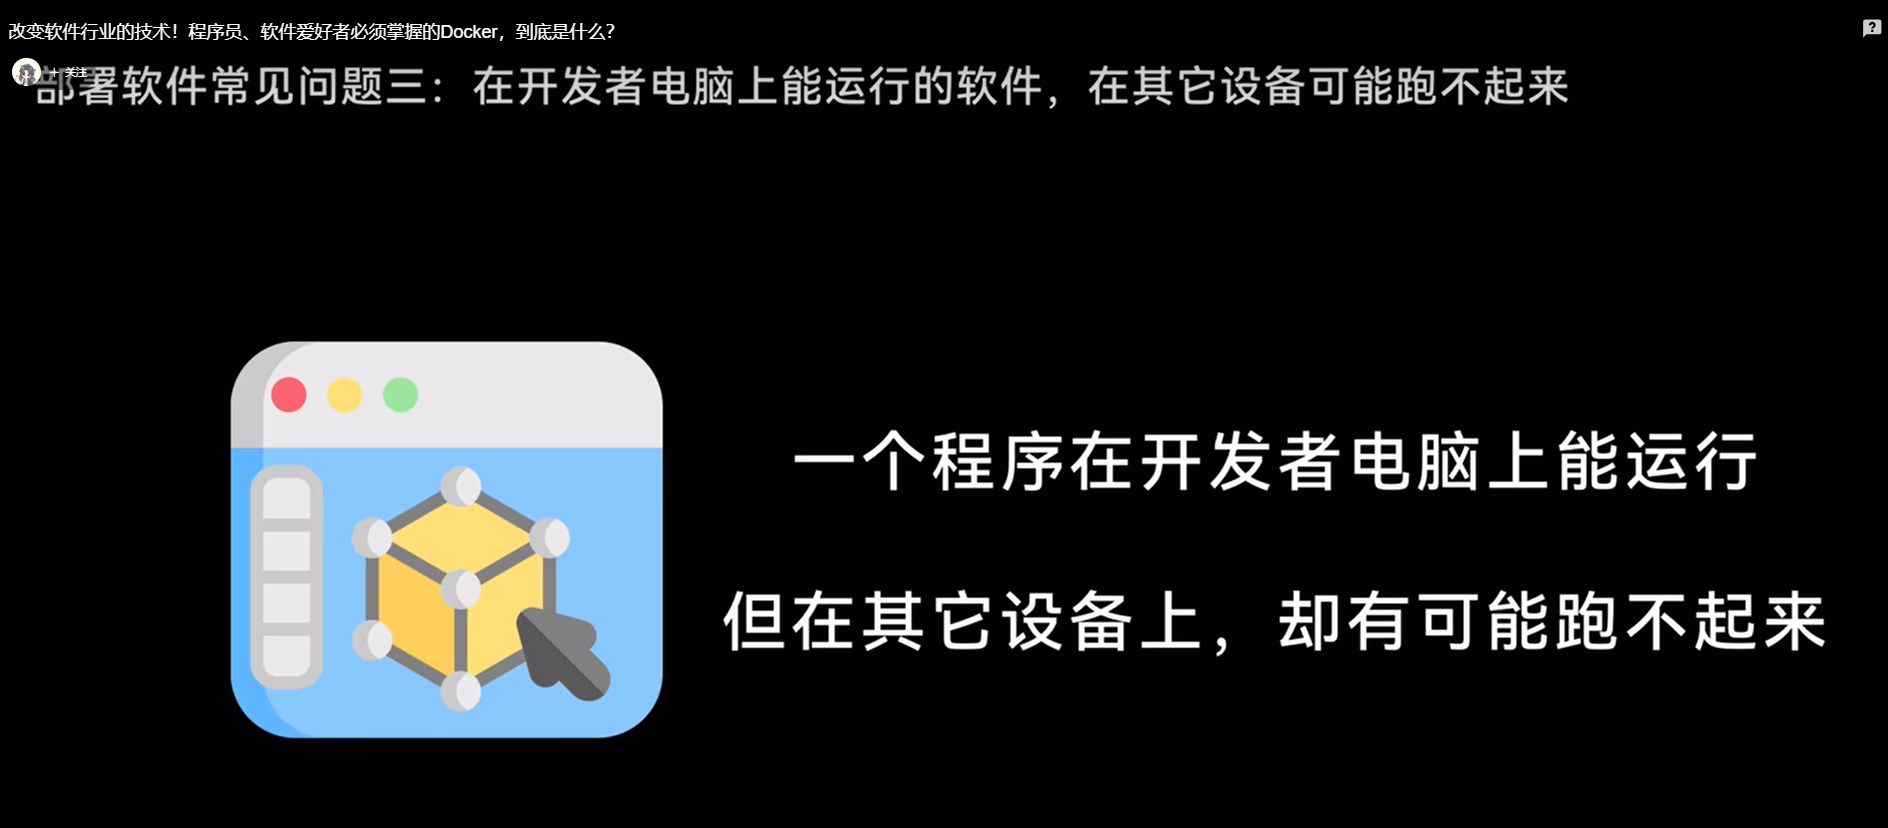 改变软件行业的技术！程序员、软件爱好者必须掌握的Docker，到底是什么？
+ 关注
部署软件常见问题三：在开发者电脑上能运行的软件，在其它设备可能跑不起来
一个程序在开发者电脑上能运行
但在其它设备上，却有可能跑不起来